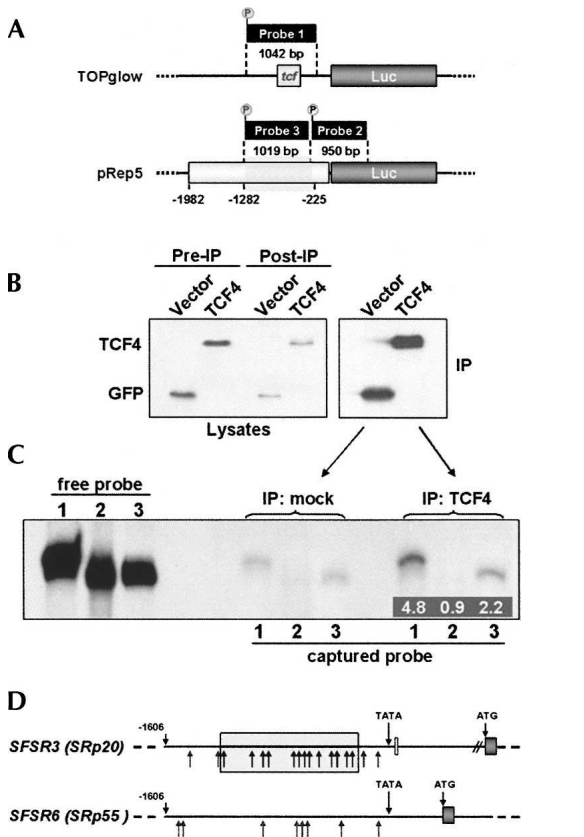 A
P
Probe 1
1042 bp
TOPglow
tcf
Luc
P
P
Probe 3
Probe 2
1019 bp
950 bp
pRep5
Luc
-1982
-1282
-225
B
Pre-IP
Post-IP
Vector
TCF4
Vector
TCF4
Vector
TCF4
TCF4
IP
GFP
Lysates
C
free probe
IP: mock
IP: TCF4
1 2 3
4.8 0.9 2.2
1 2 3
1 2 3
captured probe
D
-1606
TATA
ATG
SFSR3 (SRp20)
-1606
TATA
ATG
SFSR6 (SRp55)